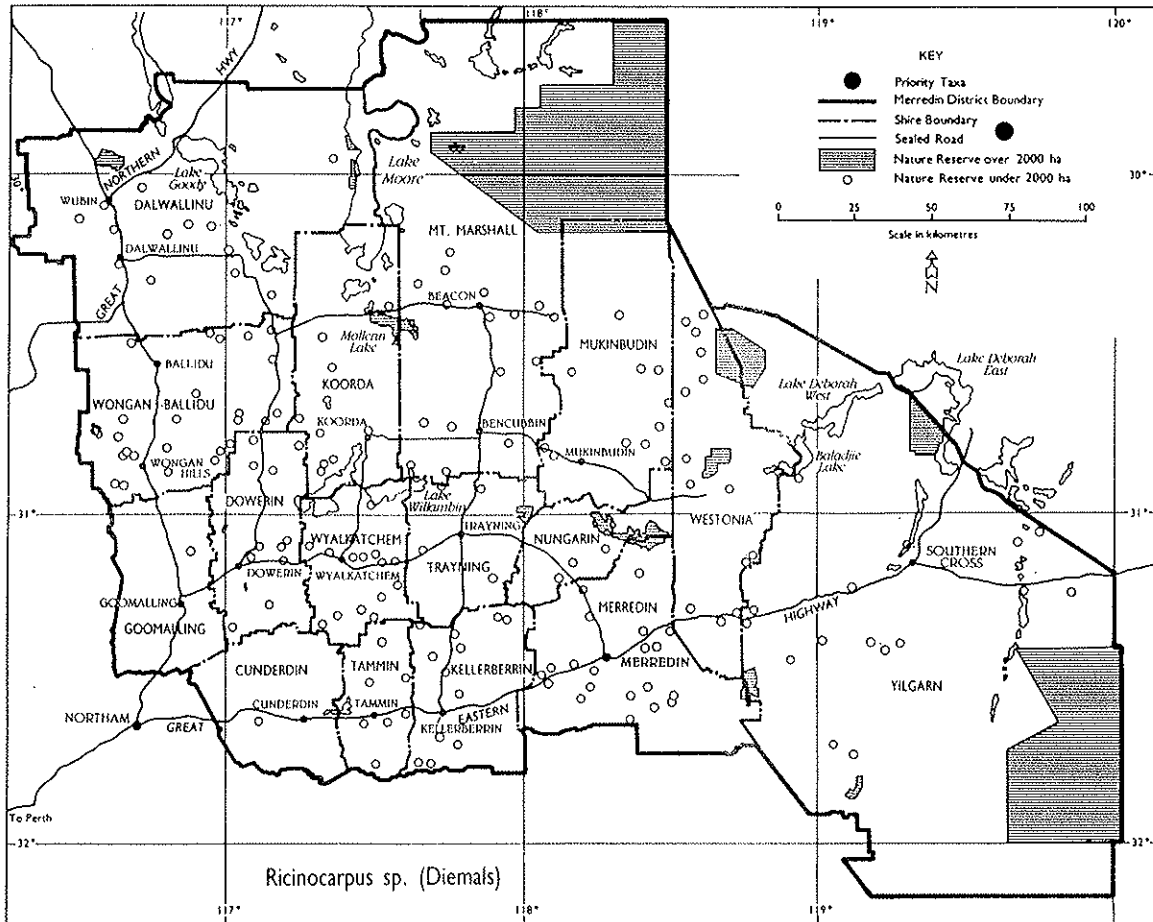 117°
118°
119°
120°
HWY
KEY
Priority Taxa
Merredin District Boundary
Shire Boundary
Sealed Road
Nature Reserve over 2000 ha
Nature Reserve under 2000 ha
0 25 50 75 100
Scale in kilometres
N
NORTHERN
Lake Goody
Lake Moore
30°
30°
WUBIN
DALWALLINU
MT. MARSHALL
DALWALLINU
GREAT
BEACON
Mollerin Lake
MUKINBUDIN
BALLIDU
Lake Deborah East
KOORDA
Lake Deborah West
WONGAN-BALLIDU
KOORDA
BENCUBBIN
MUKINBUDIN
Baladjie Lake
WONGAN HILLS
DOWERIN
Lake Wallambin
31°
31°
TRAYNING
WESTONIA
WYALKATCHEM
NUNGARIN
SOUTHERN CROSS
DOWERIN
WYALKATCHEM
TRAYNING
GOOMALLING
MERREDIN
HIGHWAY
GOOMALLING
CUNDERDIN
TAMMIN
KELLERBERRIN
MERREDIN
YILGARN
NORTHAM
CUNDERDIN
TAMMIN
EASTERN
GREAT
KELLERBERRIN
To Perth
32°
32°
Ricinocarpus sp. (Diemals)
117°
118°
119°